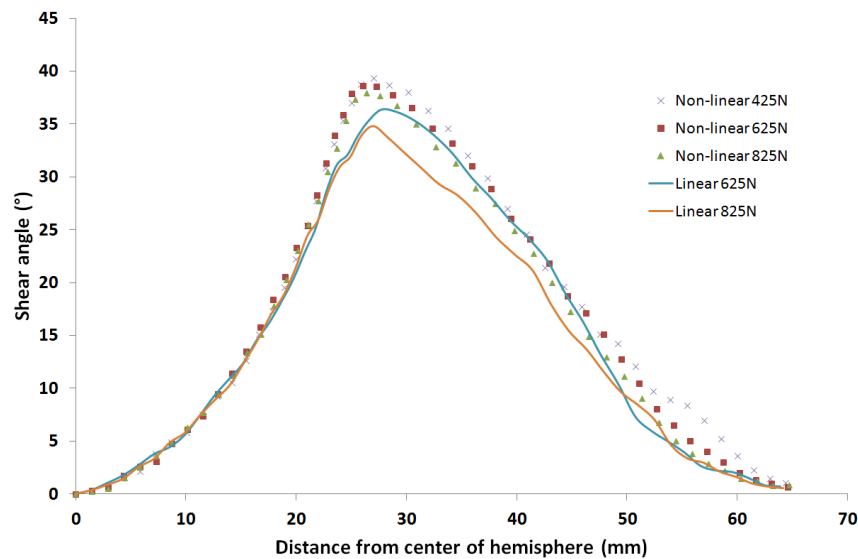 45
40
35
30
25
20
15
10
5
0
Shear angle (°)
0 10 20 30 40 50 60 70
Distance from center of hemisphere (mm)
Non-linear 425N
Non-linear 625N
Non-linear 825N
Linear 625N
Linear 825N